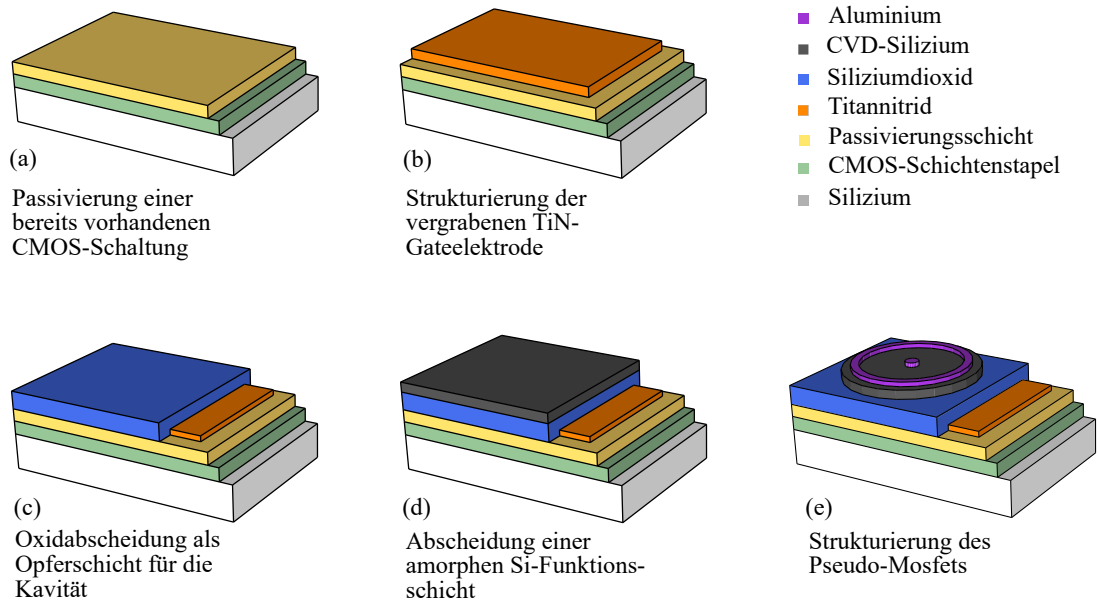 (a)
Passivierung einer
bereits vorhandenen
CMOS-Schaltung
(b)
Strukturierung der
vergrabenen TiN-
Gateelektrode
Aluminium
CVD-Silizium
Siliziumdioxid
Titannitrid
Passivierungsschicht
CMOS-Schichtenstapel
Silizium
(c)
Oxidabscheidung als
Opferschicht für die
Kavität
(d)
Abscheidung einer
amorphen Si-Funktions-
schicht
(e)
Strukturierung des
Pseudo-Mosfets